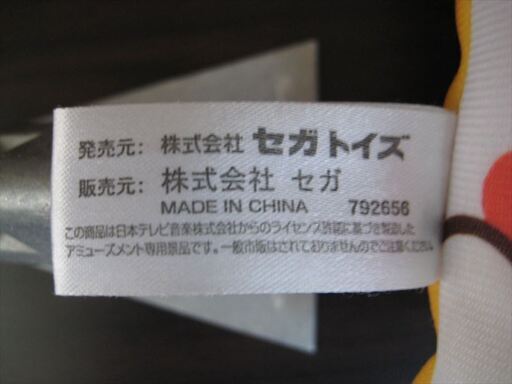 発売元: 株式会社 セガトイズ
販売元: 株式会社 セガ
MADE IN CHINA 792656
この商品は日本テレビ音楽株式会社からのライセンス許諾に基づき製造した
アミューズメント専用景品です。一般市販はされておりませんのでご注意ください。